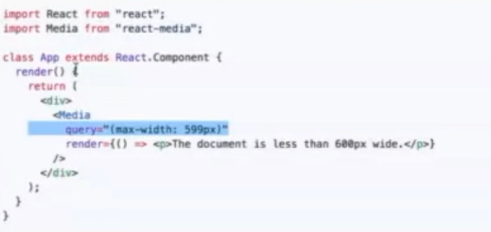 import React from "react";
import Media from "react-media";
class App extends React.Component {
render() {
return (
<div>
<Media
query="(max-width: 599px)"
render={() => <p>The document is less than 600px wide.</p>}
/>
</div>
);
}
}